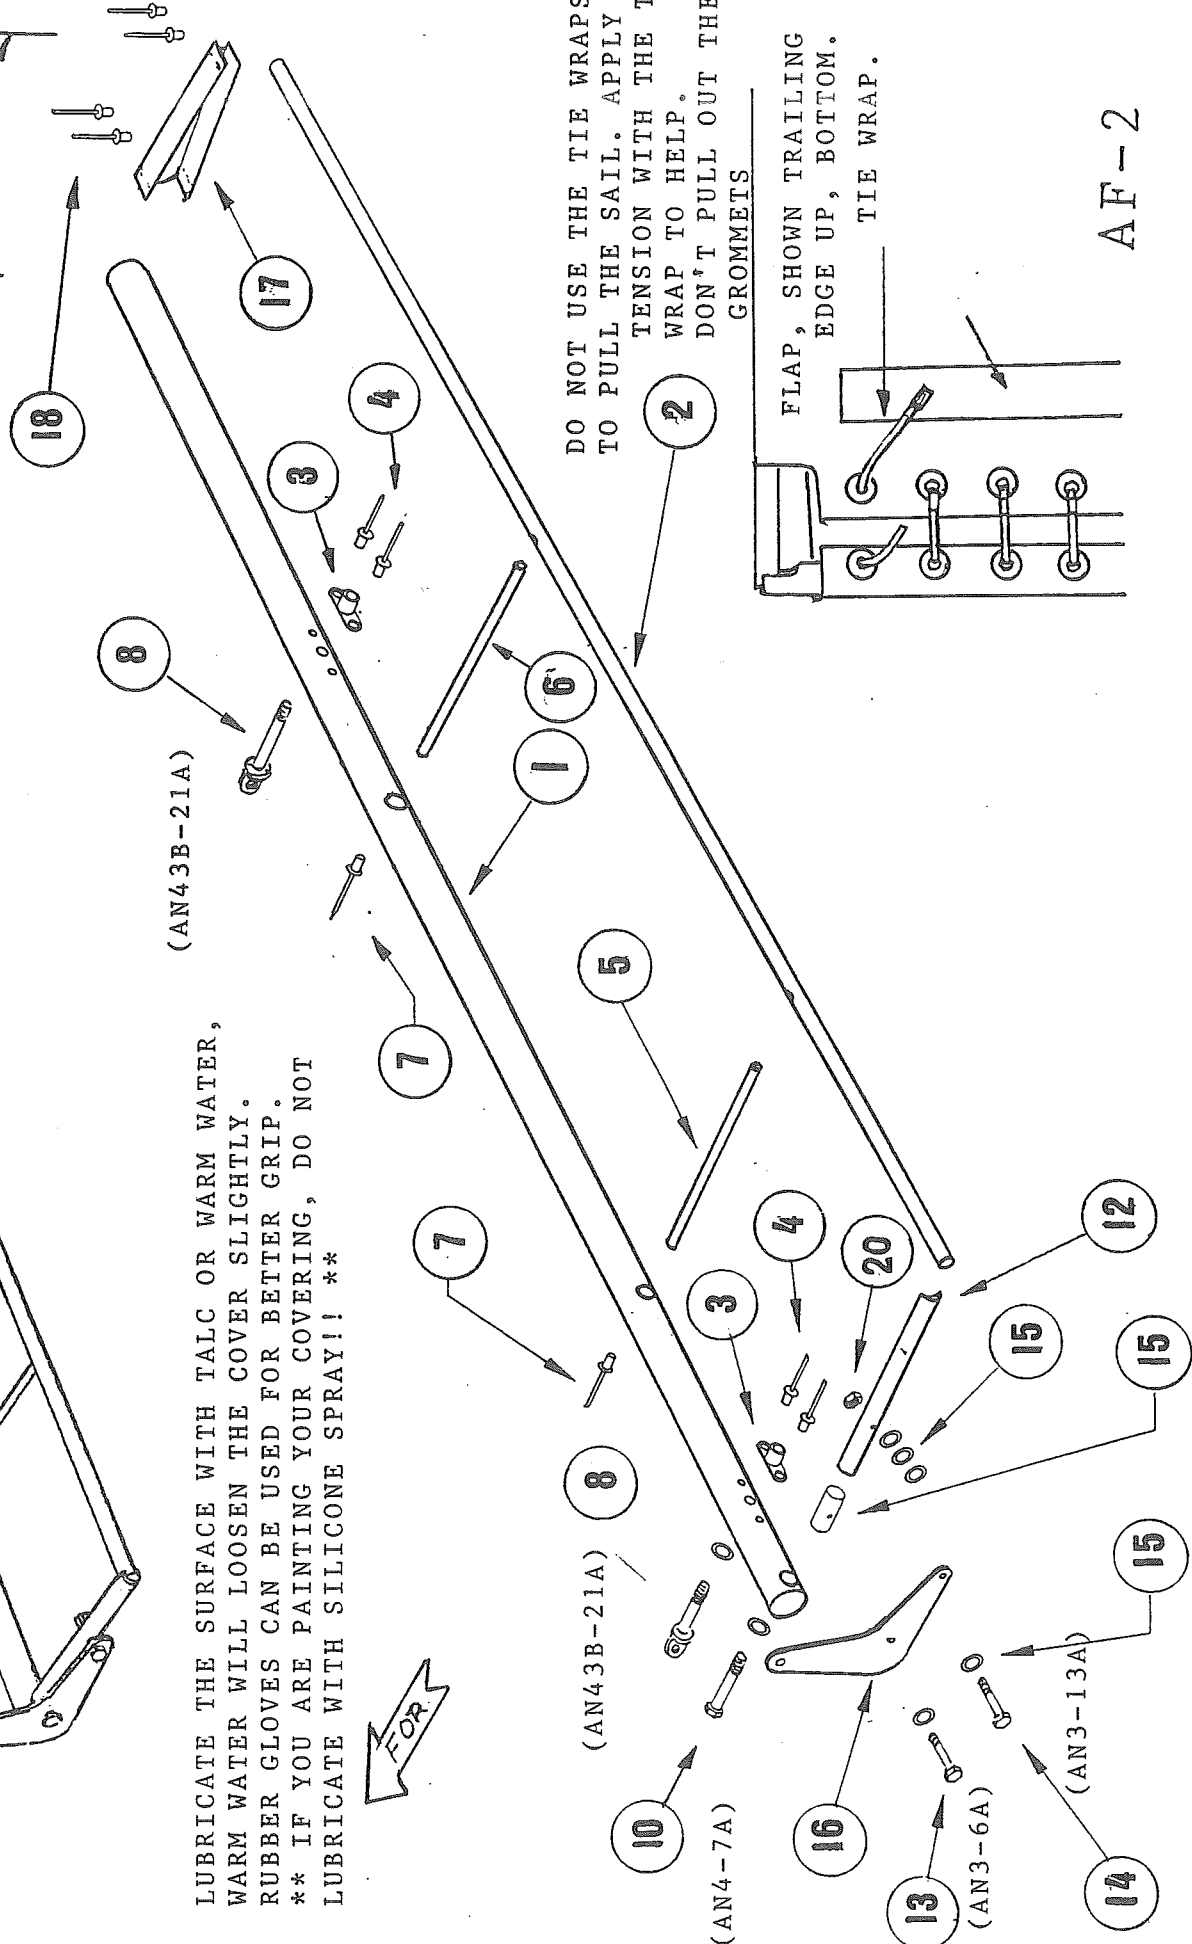 LUBRICATE THE SURFACE WITH TALC OR WARM WATER,
WARM WATER WILL LOOSEN THE COVER SLIGHTLY.
RUBBER GLOVES CAN BE USED FOR BETTER GRIP.
** IF YOU ARE PAINTING YOUR COVERING, DO NOT
LUBRICATE WITH SILICONE SPRAY!! **
FOR
(AN43B-21A)
8
18
17
3
4
7
1
6
7
5
2
DO NOT USE THE TIE WRAPS
TO PULL THE SAIL. APPLY
TENSION WITH THE T
WRAP TO HELP.
DON'T PULL OUT THE
GROMMETS
FLAP, SHOWN TRAILING
EDGE UP, BOTTOM.
TIE WRAP.
AF-2
(AN43B-21A)
8
3
4
20
12
15
15
15
10
(AN4-7A)
16
13
(AN3-6A)
14
(AN3-13A)